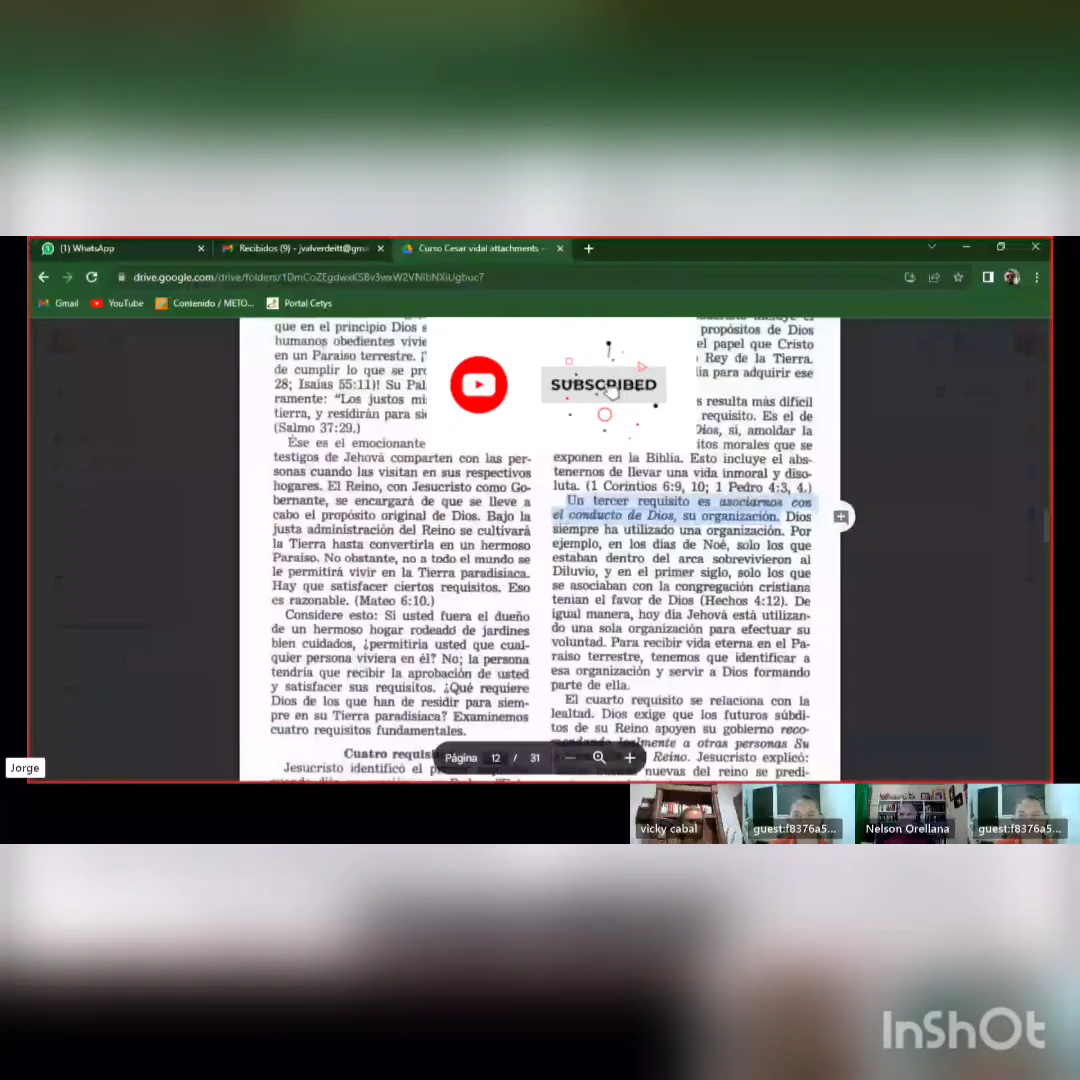 (1) WhatsApp
Recibidos (9) - jvalverdeitt@gma
Curso Cesar vidal attachments -
Gmail
YouTube
Contenido / METO...
Portal Cetys
que en el principio Dios
humanos obedientes vivie
en un Paraíso terrestre.
de cumplir lo que se pro
28; Isaías 55:11)! Su Pal
ramente: “Los justos mi
tierra, y residirán para si
(Salmo 37:29.)
Ése es el emocionante
testigos de Jehová comparten con las per-
sonas cuando las visitan en sus respectivos
hogares. El Reino, con Jesucristo como Go-
bernante, se encargará de que se lleve a
cabo el propósito original de Dios. Bajo la
justa administración del Reino se cultivará
la Tierra hasta convertirla en un hermoso
Paraíso. No obstante, no a todo el mundo se
le permitirá vivir en la Tierra paradisíaca.
Hay que satisfacer ciertos requisitos. Eso
es razonable. (Mateo 6:10.)
Considere esto: Si usted fuera el dueño
de un hermoso hogar rodeado de jardines
bien cuidados, ¿permitiría usted que cual-
quier persona viviera en él? No; la persona
tendría que recibir la aprobación de usted
y satisfacer sus requisitos. ¿Qué requiere
Dios de los que han de residir para siem-
pre en su Tierra paradisíaca? Examinemos
cuatro requisitos fundamentales.
Cuatro requisi
Jesucristo identificó el
propósitos de Dios
el papel que Cristo
Rey de la Tierra.
ia para adquirir ese
s resulta más difícil
requisito. Es el de
Dios, sí, amoldar la
itos morales que se
exponen en la Biblia. Esto incluye el abs-
tenernos de llevar una vida inmoral y diso-
luta. (1 Corintios 6:9, 10; 1 Pedro 4:3, 4.)
Un tercer requisito es asociarnos con
el conducto de Dios, su organización. Dios
siempre ha utilizado una organización. Por
ejemplo, en los días de Noé, solo los que
estaban dentro del arca sobrevivieron al
Diluvio, y en el primer siglo, solo los que
se asociaban con la congregación cristiana
tenían el favor de Dios (Hechos 4:12). De
igual manera, hoy día Jehová está utilizan-
do una sola organización para efectuar su
voluntad. Para recibir vida eterna en el Pa-
raíso terrestre, tenemos que identificar a
esa organización y servir a Dios formando
parte de ella.
El cuarto requisito se relaciona con la
lealtad. Dios exige que los futuros súbdi-
tos de su Reino apoyen su gobierno reco-
lealmente a otras personas Su
Reino. Jesucristo explicó:
nuevas del reino se predi-
SUBSCRIBED
Página 12 / 31
Jorge
vicky cabal
guest:f8376a5...
Nelson Orellana
guest:f8376a5...
InShOt